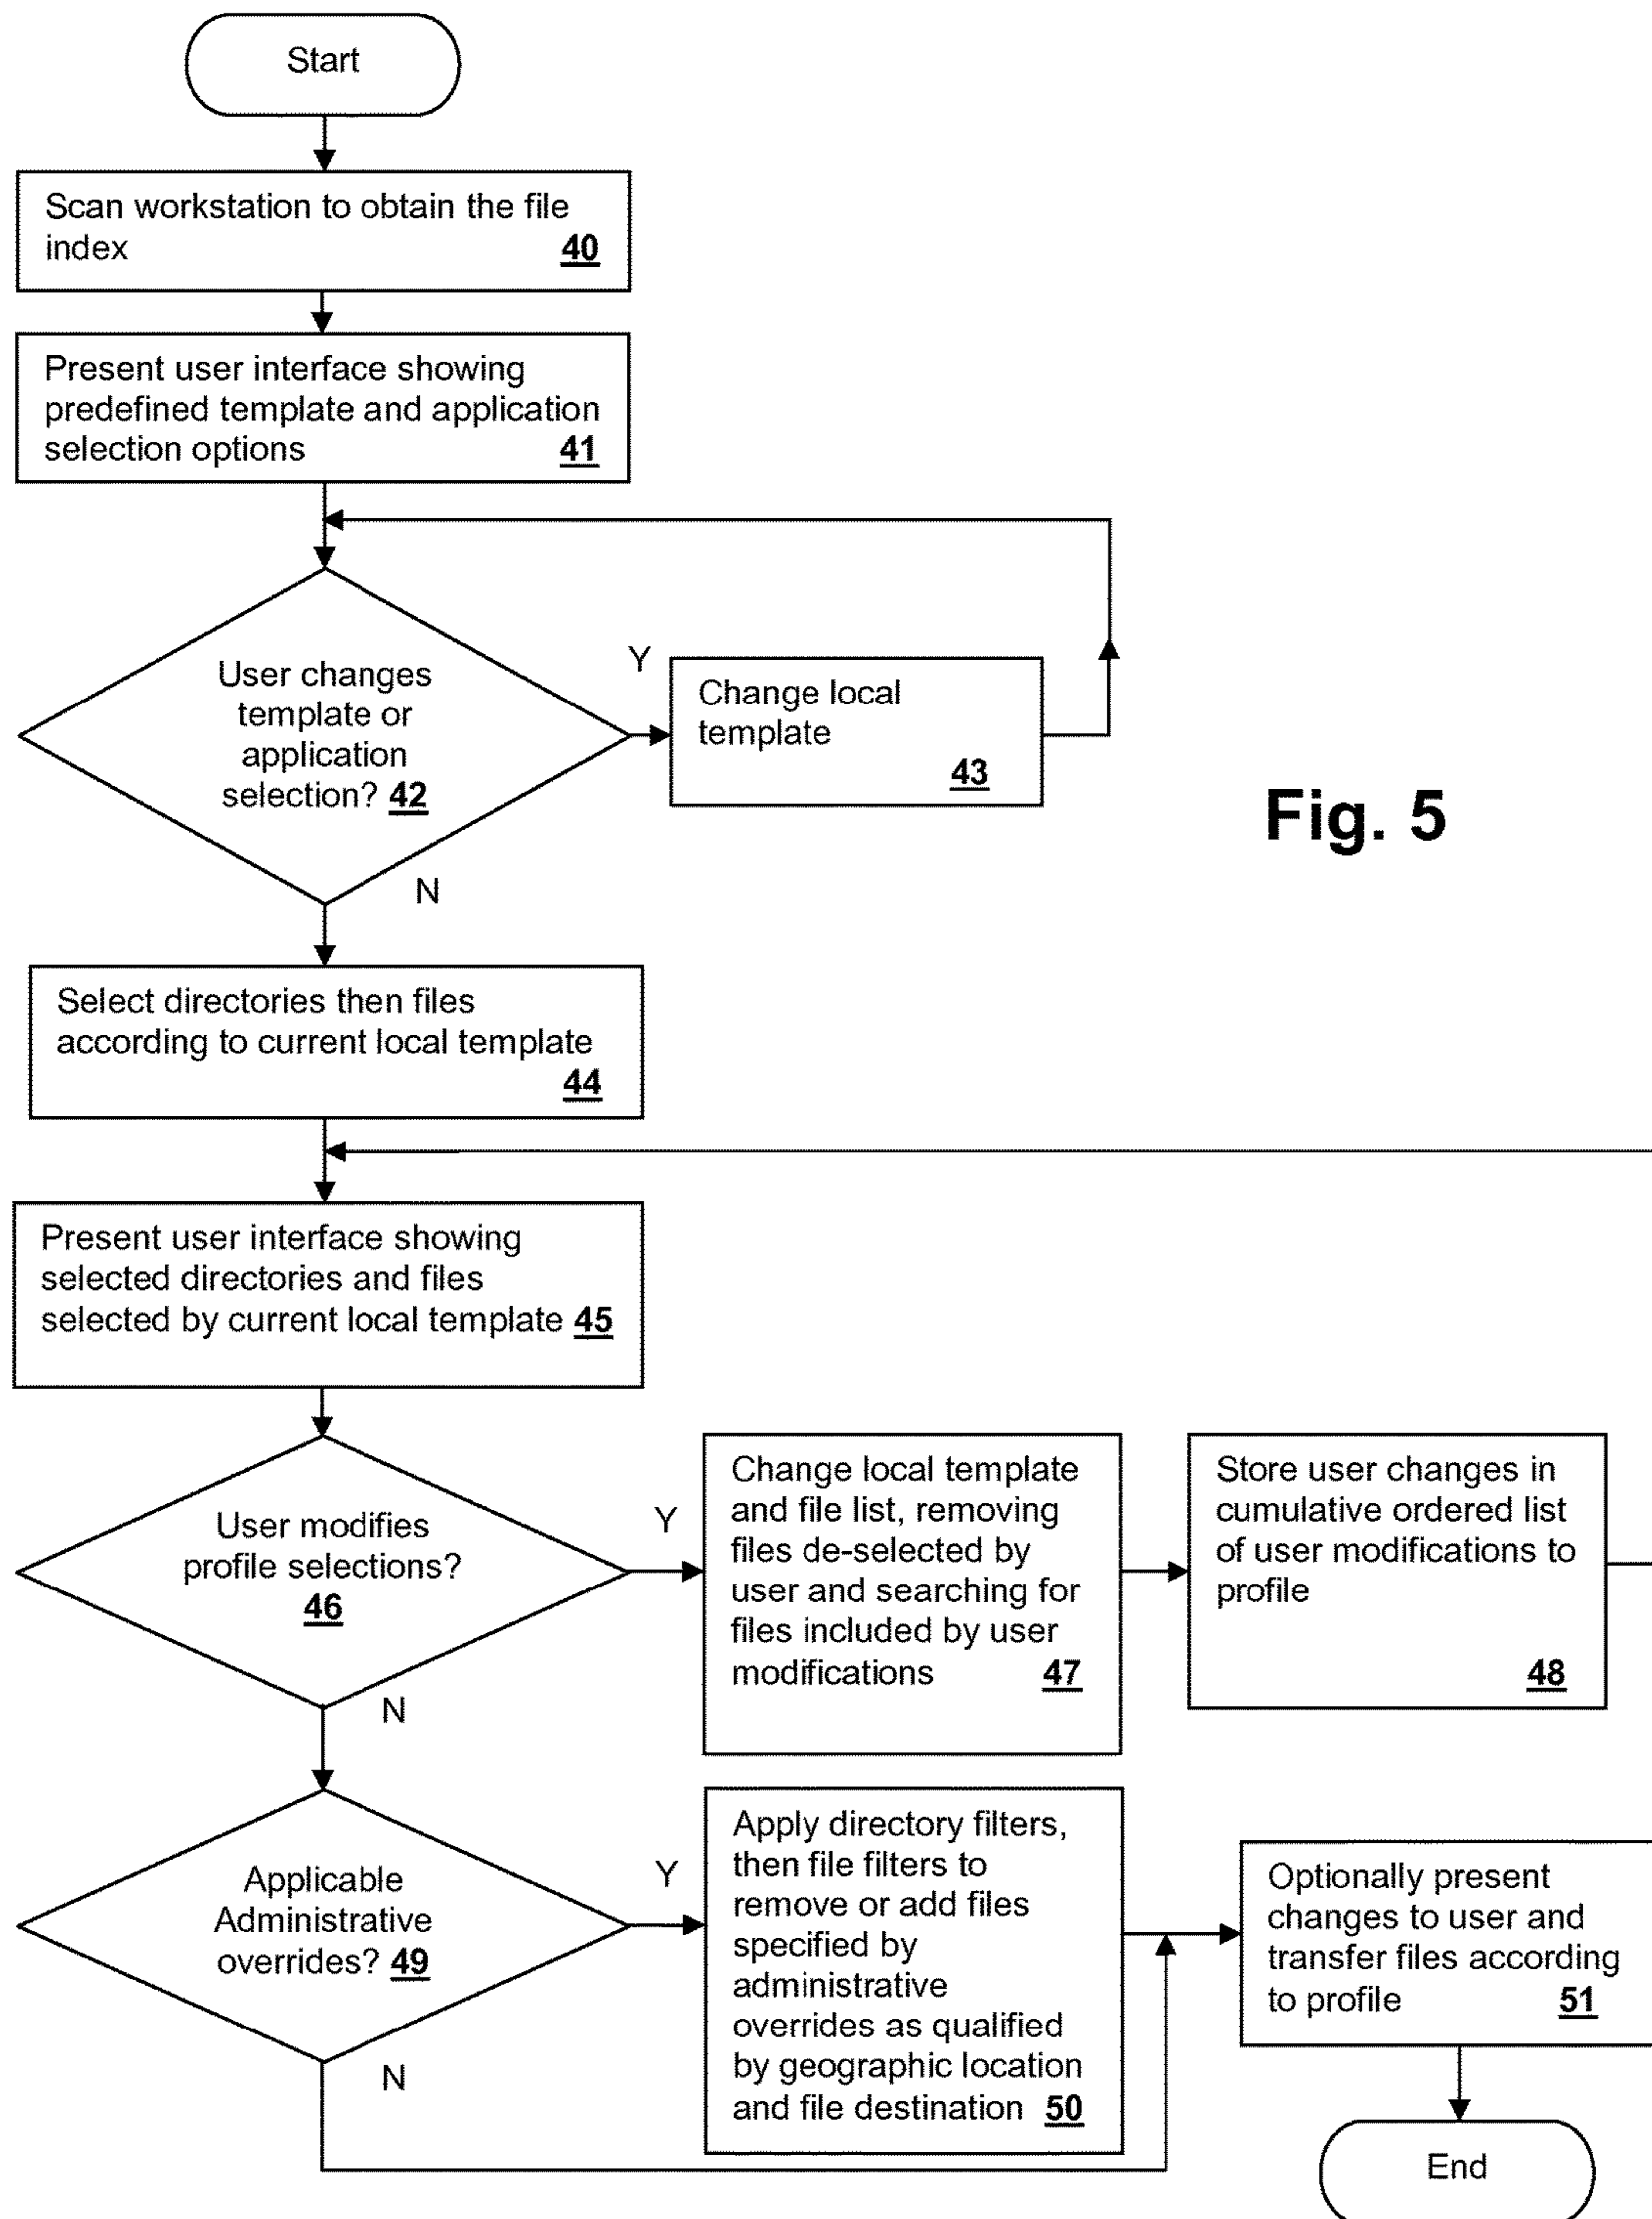 Start
Scan workstation to obtain the file
index 40
Present user interface showing
predefined template and application
selection options 41
User changes
template or
application
selection? 42
Y
Change local
template
43
N
Fig. 5
Select directories then files
according to current local template
44
Present user interface showing
selected directories and files
selected by current local template 45
User modifies
profile selections?
46
Y
Change local template
and file list, removing
files de-selected by
user and searching for
files included by user
modifications 47
Store user changes in
cumulative ordered list
of user modifications to
profile
48
N
Applicable
Administrative
overrides? 49
Y
Apply directory filters,
then file filters to
remove or add files
specified by
administrative
overrides as qualified
by geographic location
and file destination 50
Optionally present
changes to user and
transfer files according
to profile 51
N
End